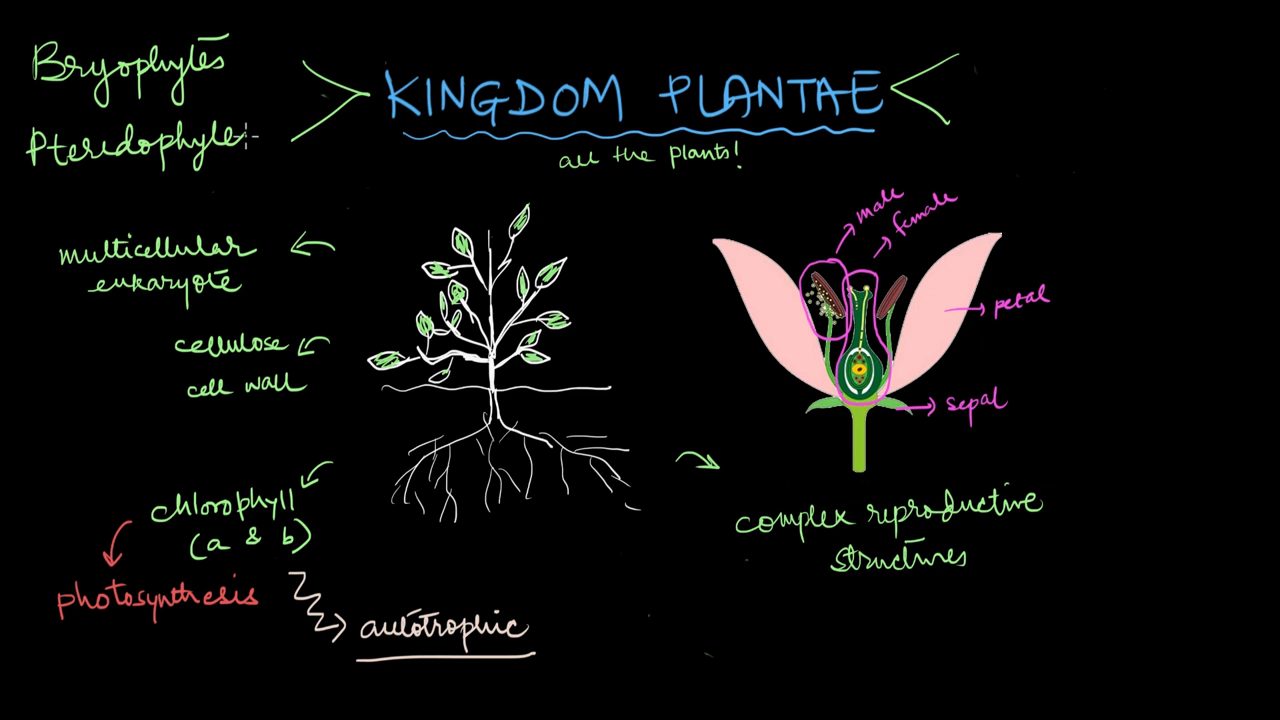 Bryophytes
Pteridophyte
KINGDOM PLANTAE
all the plants!
multicellular
eukaryote
cellulose
cell wall
chlorophyll
(a & b)
photosynthesis
autotrophic
male
female
petal
sepal
complex reproductive
structures